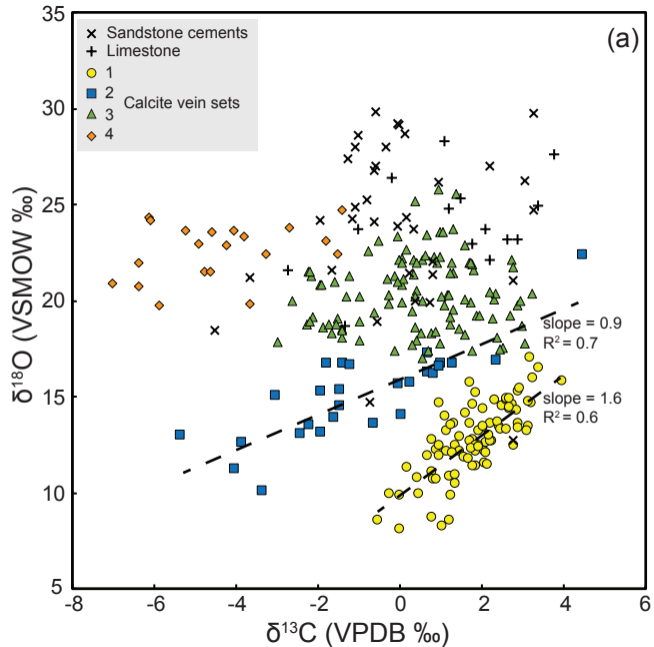 (a)
Sandstone cements
Limestone
1
2
Calcite vein sets
3
4
δ18O (VSMOW ‰)
35
30
25
20
15
10
5
slope = 0.9
R² = 0.7
slope = 1.6
R² = 0.6
-8 -6 -4 -2 0 2 4 6
δ13C (VPDB ‰)